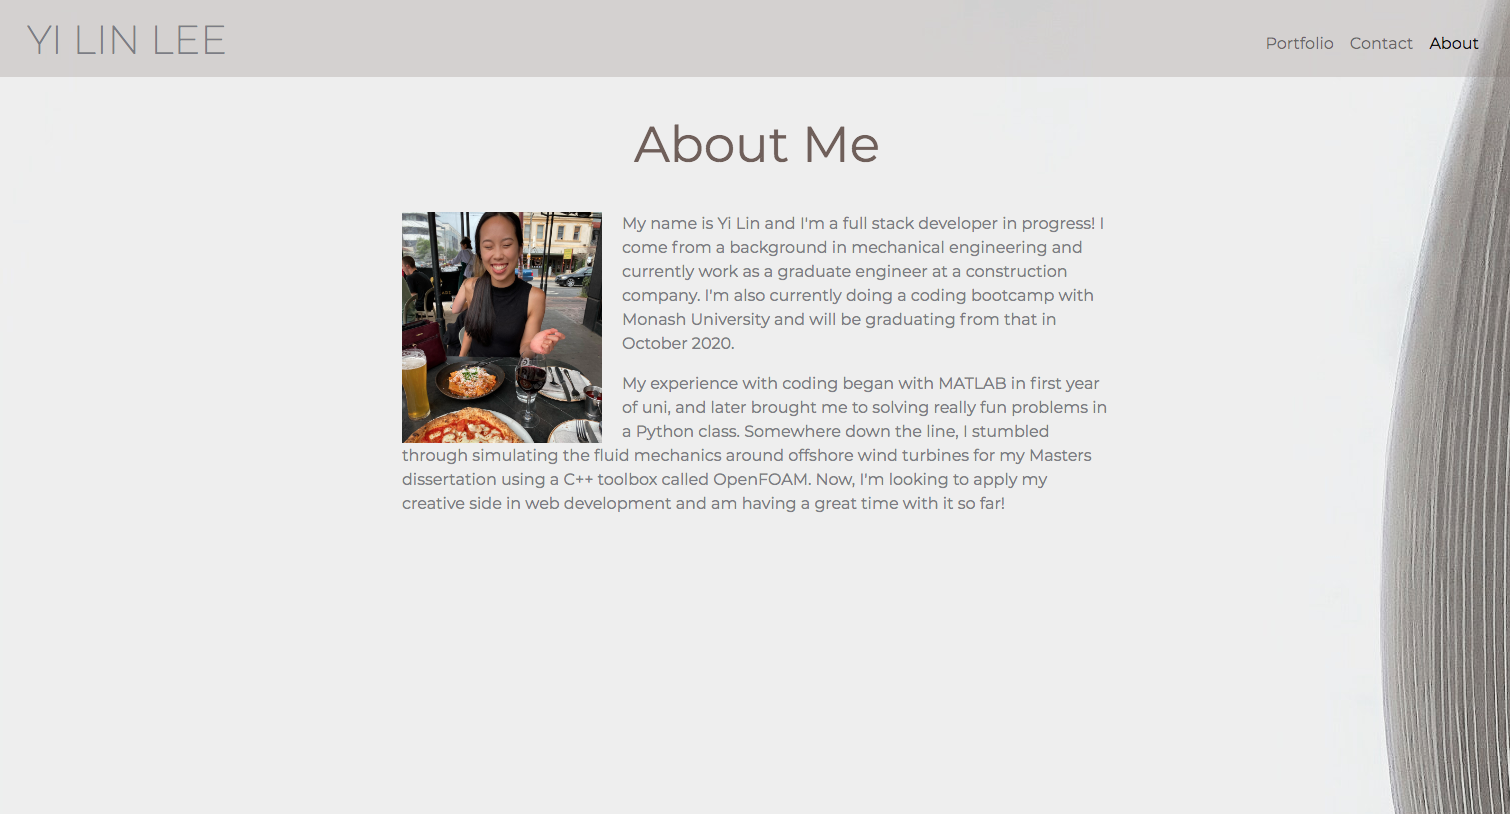 YI LIN LEE
Portfolio Contact About
About Me
My name is Yi Lin and I'm a full stack developer in progress! I
come from a background in mechanical engineering and
currently work as a graduate engineer at a construction
company. I'm also currently doing a coding bootcamp with
Monash University and will be graduating from that in
October 2020.
My experience with coding began with MATLAB in first year
of uni, and later brought me to solving really fun problems in
a Python class. Somewhere down the line, I stumbled
through simulating the fluid mechanics around offshore wind turbines for my Masters
dissertation using a C++ toolbox called OpenFOAM. Now, I'm looking to apply my
creative side in web development and am having a great time with it so far!